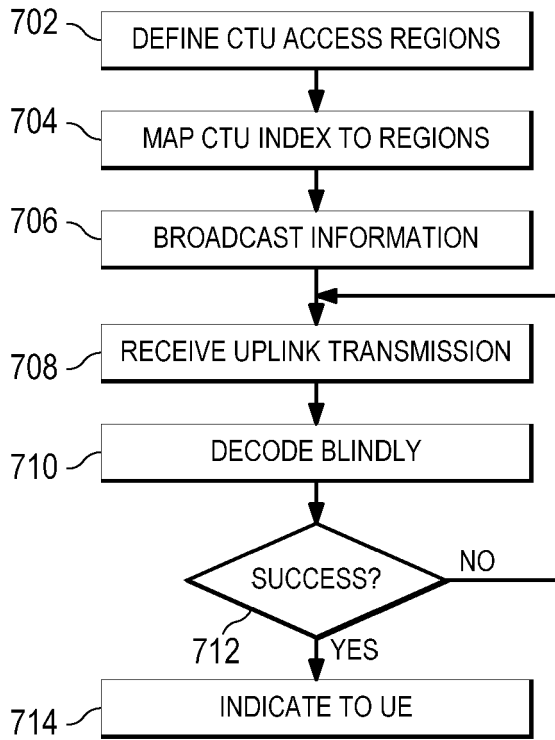 702
DEFINE CTU ACCESS REGIONS
704
MAP CTU INDEX TO REGIONS
706
BROADCAST INFORMATION
708
RECEIVE UPLINK TRANSMISSION
710
DECODE BLINDLY
SUCCESS?
NO
712
YES
714
INDICATE TO UE